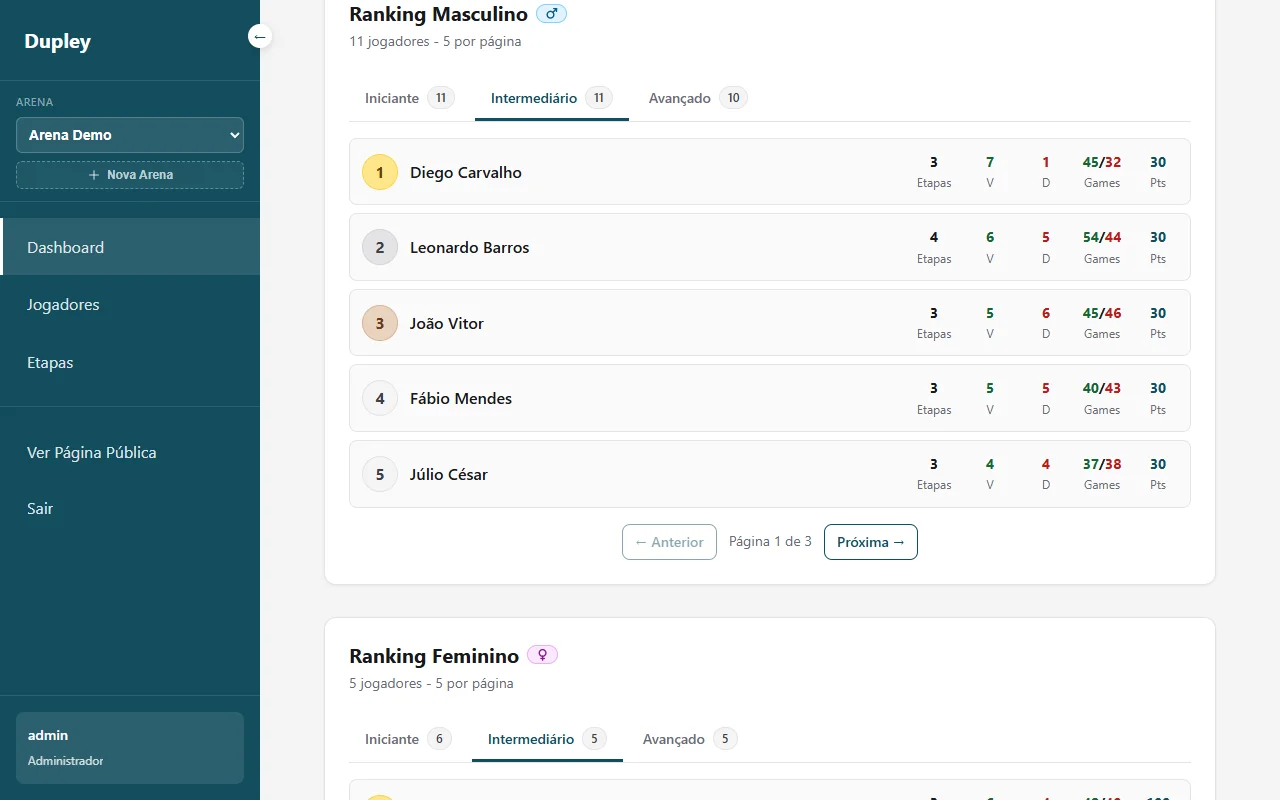 Dupley
←
ARENA
Arena Demo
+ Nova Arena
Dashboard
Jogadores
Etapas
Ver Página Pública
Sair
admin
Administrador
Ranking Masculino ♂
11 jogadores - 5 por página
Iniciante 11 Intermediário 11 Avançado 10
1 Diego Carvalho 3 7 1 45/32 30
Etapas V D Games Pts
2 Leonardo Barros 4 6 5 54/44 30
Etapas V D Games Pts
3 João Vitor 3 5 6 45/46 30
Etapas V D Games Pts
4 Fábio Mendes 3 5 5 40/43 30
Etapas V D Games Pts
5 Júlio César 3 4 4 37/38 30
Etapas V D Games Pts
← Anterior Página 1 de 3 Próxima →
Ranking Feminino ♀
5 jogadores - 5 por página
Iniciante 6 Intermediário 5 Avançado 5